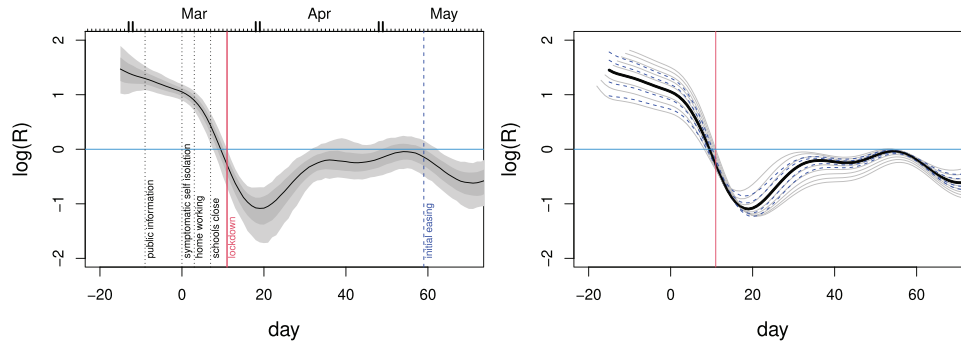 Mar Apr May
log(R)
2
1
0
−1
−2
public information
symptomatic self isolation
home working
schools close
lockdown
initial easing
−20 0 20 40 60
day
log(R)
2
1
0
−1
−2
−20 0 20 40 60
day